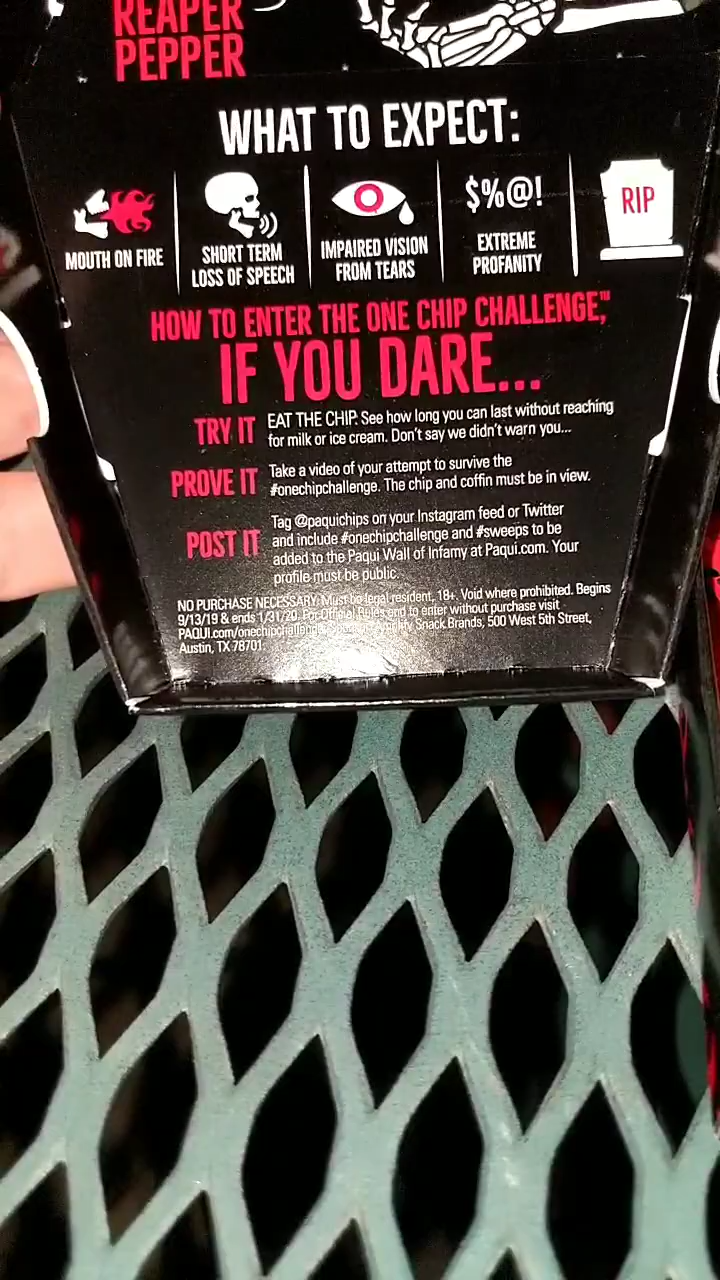 REAPER
PEPPER
WHAT TO EXPECT:
MOUTH ON FIRE
SHORT TERM
LOSS OF SPEECH
IMPAIRED VISION
FROM TEARS
$%@!
EXTREME
PROFANITY
RIP
HOW TO ENTER THE ONE CHIP CHALLENGE,™
IF YOU DARE...
TRY IT
EAT THE CHIP. See how long you can last without reaching
for milk or ice cream. Don't say we didn't warn you...
PROVE IT
Take a video of your attempt to survive the
#onechipchallenge. The chip and coffin must be in view.
POST IT
Tag @paquichips on your Instagram feed or Twitter
and include #onechipchallenge and #sweeps to be
added to the Paqui Wall of Infamy at Paqui.com. Your
profile must be public.
NO PURCHASE NECESSARY. Must be legal resident, 18+. Void where prohibited. Begins
9/13/19 & ends 1/31/20. For Official Rules and to enter without purchase visit
PAQUI.com/onechipchallenge. Snack Brands, 500 West 5th Street,
Austin, TX 78701.